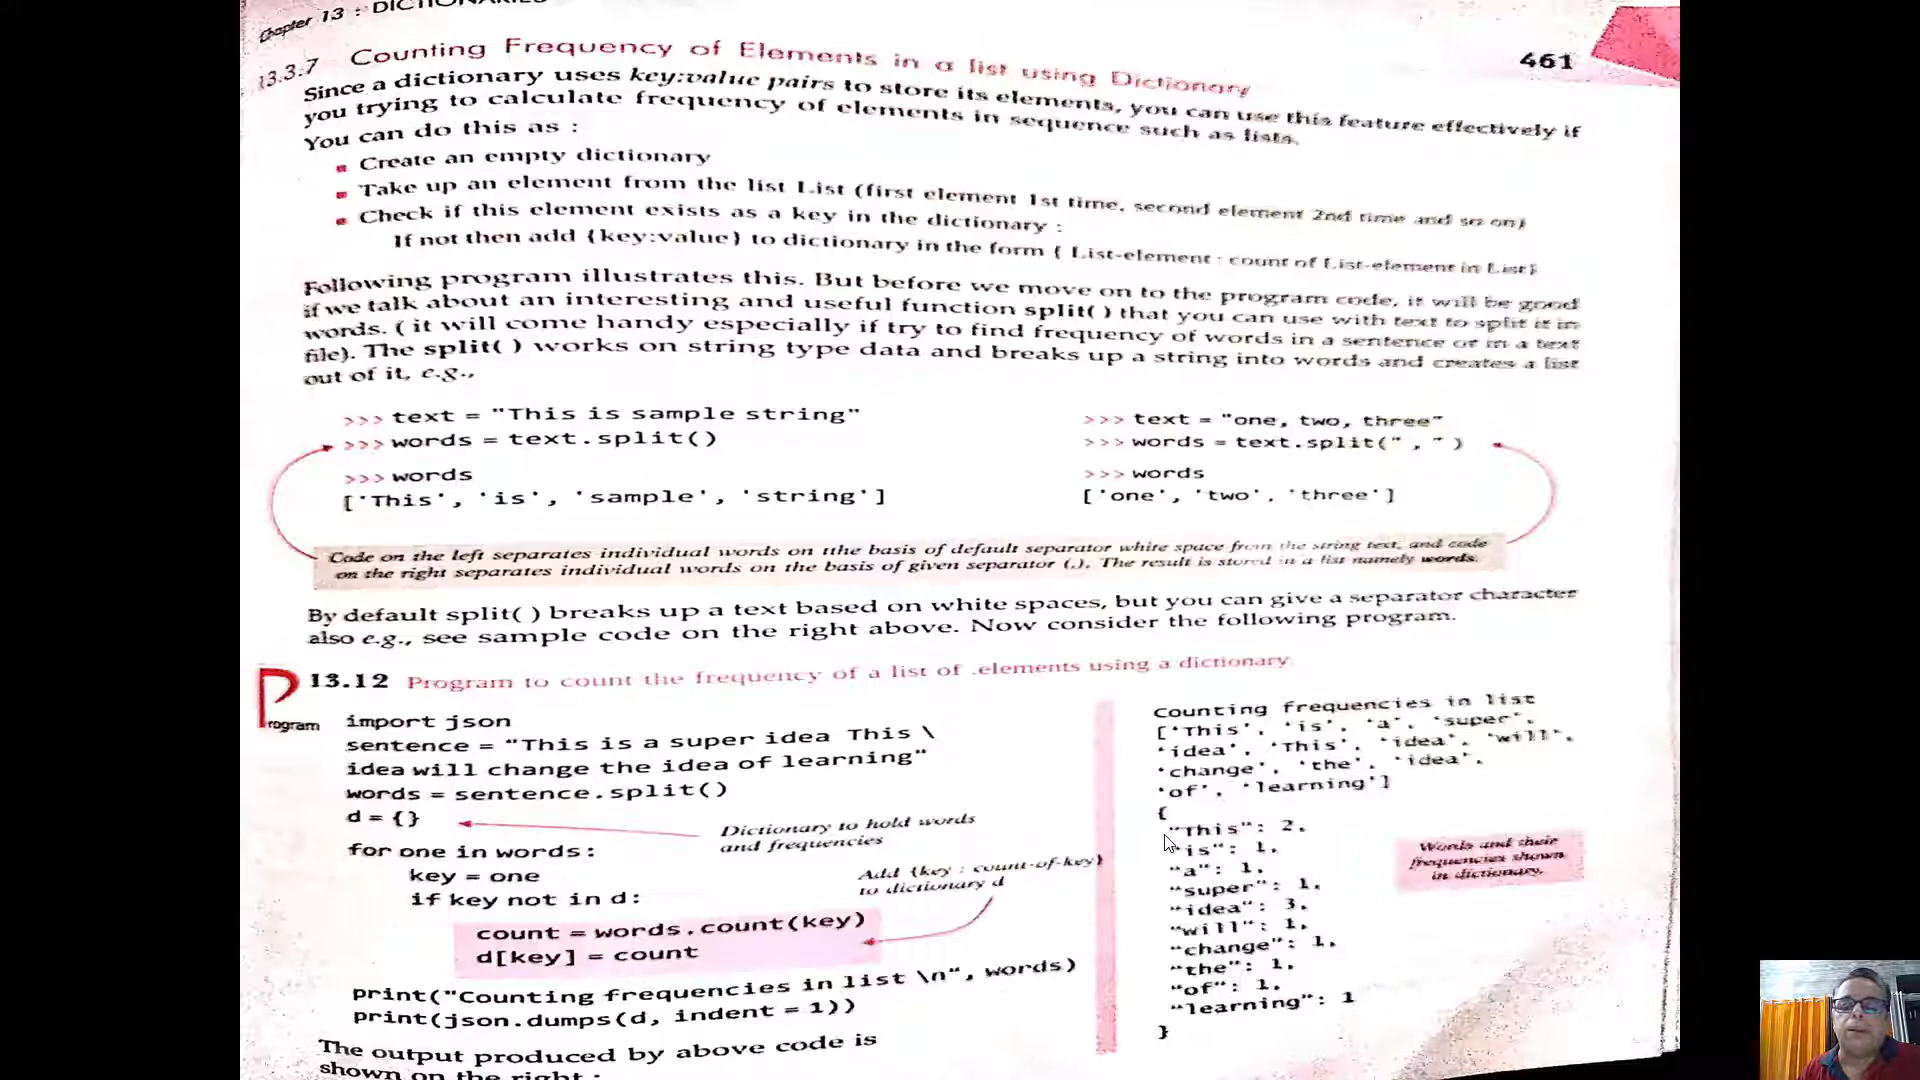 Chapter 13 : DICTIONARIES
461
13.3.7 Counting Frequency of Elements in a list using Dictionary
Since a dictionary uses key:value pairs to store its elements, you can use this feature effectively if
you trying to calculate frequency of elements in sequence such as lists.
You can do this as :
Create an empty dictionary
Take up an element from the list List (first element 1st time, second element 2nd time and so on)
Check if this element exists as a key in the dictionary :
If not then add {key:value} to dictionary in the form { List-element : count of List-element in List}
Following program illustrates this. But before we move on to the program code, it will be good
if we talk about an interesting and useful function split( ) that you can use with text to split it in
words. ( it will come handy especially if try to find frequency of words in a sentence or in a text
file). The split( ) works on string type data and breaks up a string into words and creates a list
out of it, e.g.,
>>> text = "This is sample string"
>>> words = text.split()
>>> words
['This', 'is', 'sample', 'string']
>>> text = "one, two, three"
>>> words = text.split(" , " )
>>> words
['one', 'two', 'three']
Code on the left separates individual words on tthe basis of default separator white space from the string text, and code
on the right separates individual words on the basis of given separator (,). The result is stored in a list namely words.
By default split( ) breaks up a text based on white spaces, but you can give a separator character
also e.g., see sample code on the right above. Now consider the following program.
Program
13.12 Program to count the frequency of a list of .elements using a dictionary.
import json
sentence = "This is a super idea This \
idea will change the idea of learning"
words = sentence.split()
d = {}
Dictionary to hold words
and frequencies
for one in words:
key = one
if key not in d:
Add {key : count-of-key}
to dictionary d
count = words.count(key)
d[key] = count
print("Counting frequencies in list \n", words)
print(json.dumps(d, indent = 1))
The output produced by above code is
shown on the right :
Counting frequencies in list
['This', 'is', 'a', 'super',
'idea', 'This', 'idea', 'will',
'change', 'the', 'idea',
'of', 'learning']
{
"This": 2,
"is": 1,
"a": 1,
"super": 1,
"idea": 3,
"will": 1,
"change": 1,
"the": 1,
"of": 1,
"learning": 1
}
Words and their
frequencies shown
in dictionary.